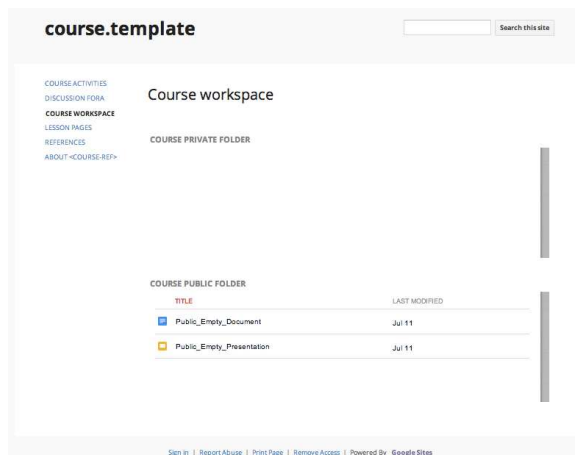 course.template
Search this site
COURSE ACTIVITIES
DISCUSSION FORA
COURSE WORKSPACE
LESSON PAGES
REFERENCES
ABOUT <COURSE-REF>
Course workspace
COURSE PRIVATE FOLDER
COURSE PUBLIC FOLDER
TITLE LAST MODIFIED
Public_Empty_Document Jul 11
Public_Empty_Presentation Jul 11
Sign in | Report Abuse | Print Page | Remove Access | Powered By Google Sites